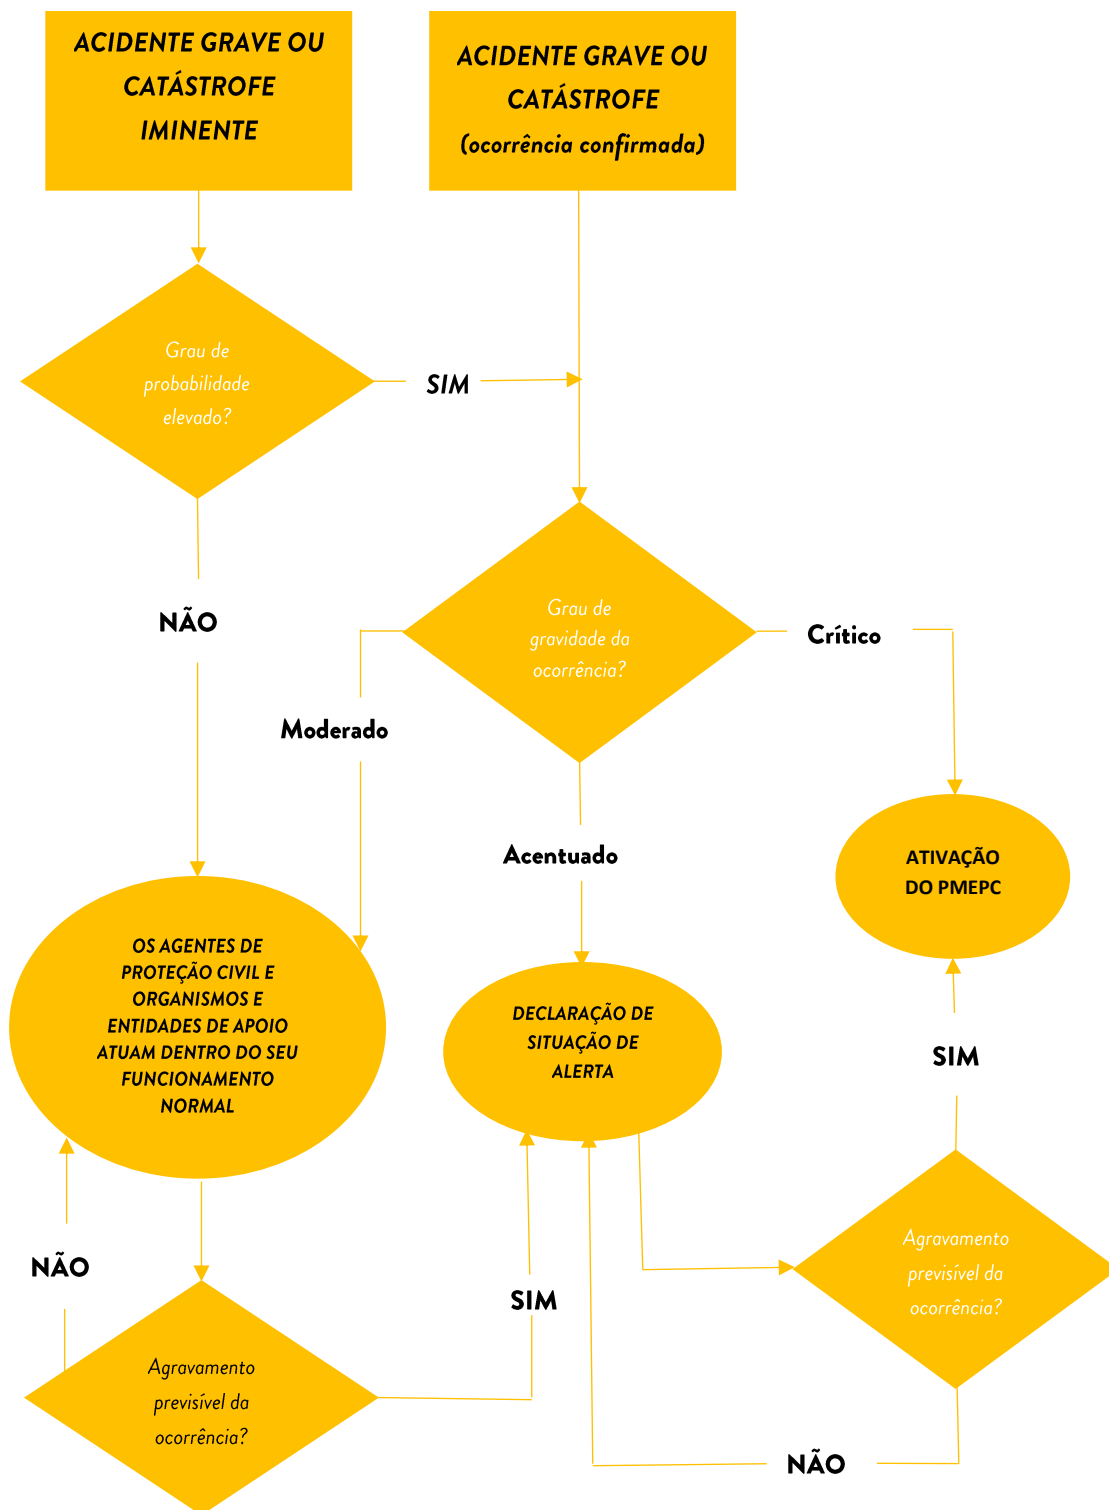 ACIDENTE GRAVE OU
CATÁSTROFE
IMINENTE
ACIDENTE GRAVE OU
CATÁSTROFE
(ocorrência confirmada)
Grau de
probabilidade
elevado?
SIM
NÃO
Grau de
gravidade da
ocorrência?
Crítico
Moderado
Acentuado
ATIVAÇÃO
DO PMEPC
OS AGENTES DE
PROTEÇÃO CIVIL E
ORGANISMOS E
ENTIDADES DE APOIO
ATUAM DENTRO DO SEU
FUNCIONAMENTO
NORMAL
DECLARAÇÃO DE
SITUAÇÃO DE
ALERTA
SIM
NÃO
SIM
Agravamento
previsível da
ocorrência?
Agravamento
previsível da
ocorrência?
NÃO